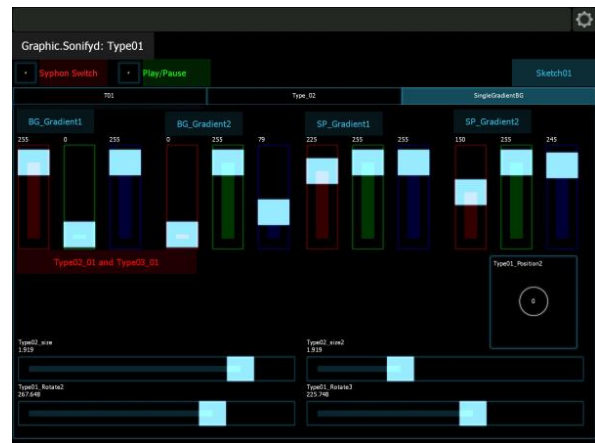 Graphic.Sonifyd: Type01
Syphon Switch Play/Pause Sketch01
T01 Type_02 SingleGradientBG
BG_Gradient1 BG_Gradient2 SP_Gradient1 SP_Gradient2
255 0 255 0 255 79 225 255 255 150 255 245
Type02_01 and Type03_01
Type01_Position2
0
Type02_size Type02_size2
1.919 1.919
Type01_Rotate2 Type01_Rotate3
267.648 225.748